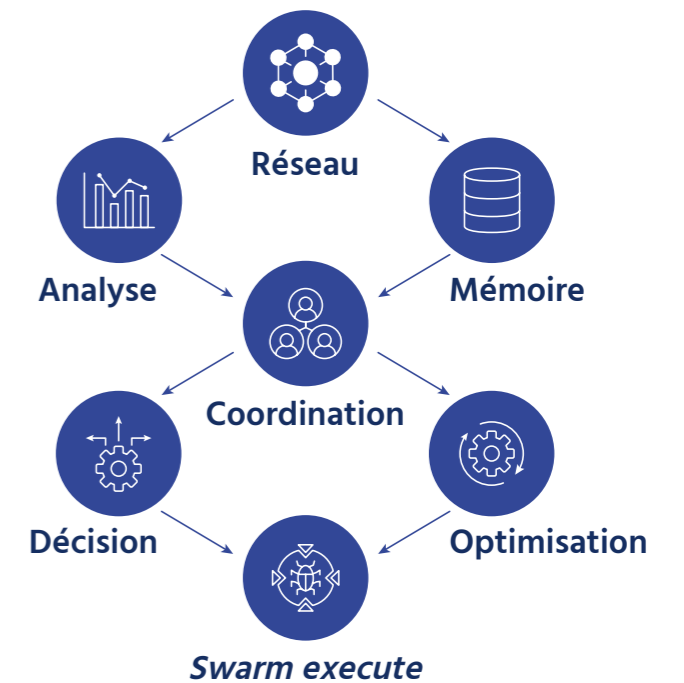 Réseau
Analyse
Mémoire
Coordination
Décision
Optimisation
Swarm execute